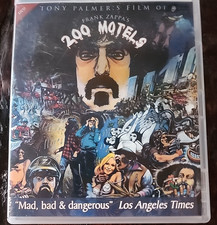 TONY PALMER'S FILM OF
FRANK ZAPPA'S
200 MOTELS
"Mad, bad & dangerous" Los Angeles Times